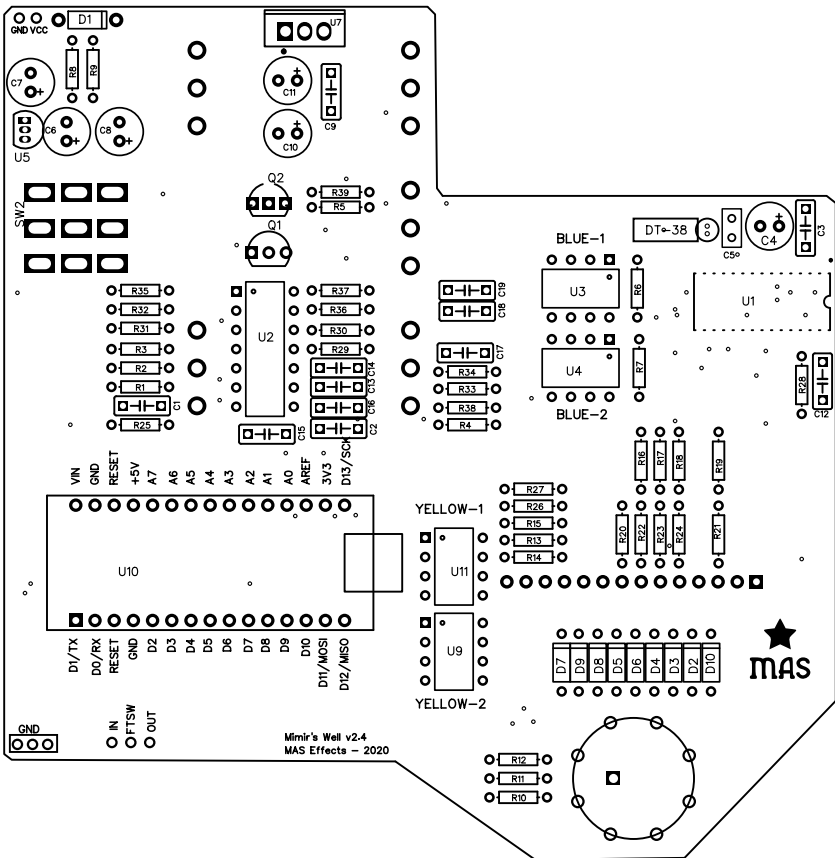 GND VCC
D1
U7
R8
R9
C7
C11
C9
C6
C8
C10
U5
Q2
R39
R5
SW2
Q1
DT-38
C5
C4
C3
BLUE-1
R35
R37
C19
U3
R6
U1
R32
R36
C18
R31
U2
R30
R3
R29
C17
R2
C14
R34
U4
R7
R1
C13
R33
R28
C1
C16
R38
C12
R25
C15
C2
R4
BLUE-2
VIN
GND
RESET
+5V
A7
A6
A5
A4
A3
A2
A1
A0
AREF
3V3
D13/SCK
R16
R17
R18
R19
R27
YELLOW-1
R26
R15
R13
R14
R20
R22
R23
R24
R21
U10
U11
D1/TX
D0/RX
RESET
GND
D2
D3
D4
D5
D6
D7
D8
D9
D10
D11/MOSI
D12/MISO
U9
YELLOW-2
D7
D9
D8
D5
D6
D4
D3
D2
D10
MAS
GND
IN
FTSW
OUT
Mimir's Well v2.4
MAS Effects - 2020
R12
R11
R10